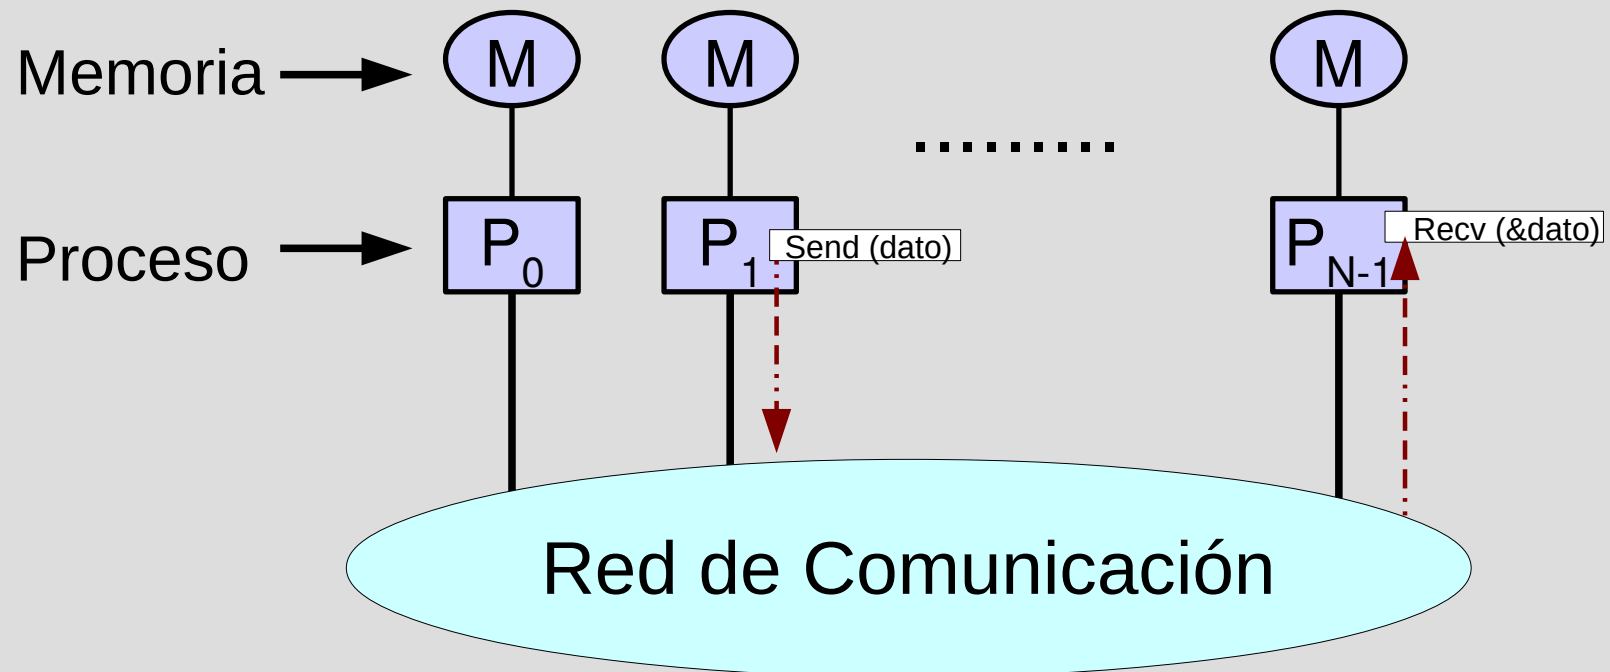 Memoria
M
M
M
Proceso
P0
P1
Send (dato)
PN-1
Recv (&dato)
Red de Comunicación